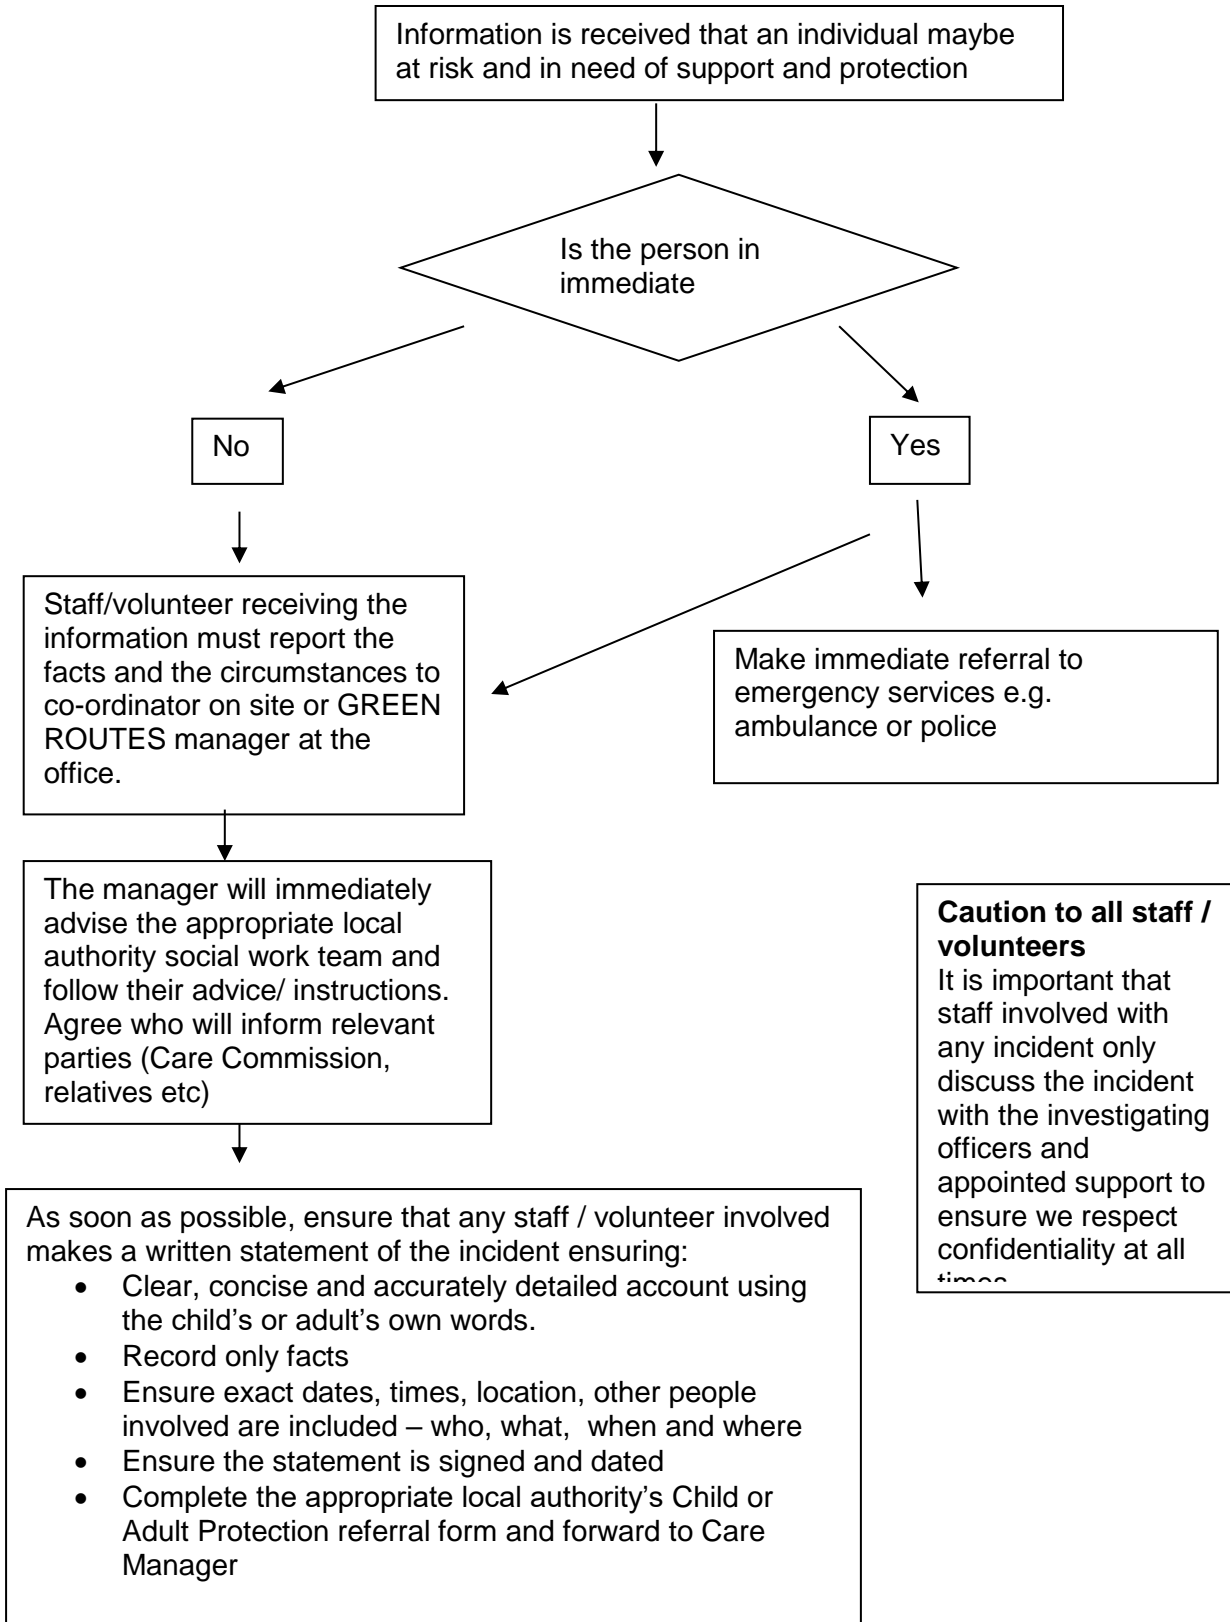 Information is received that an individual maybe
at risk and in need of support and protection
Is the person in
immediate
No
Yes
Staff/volunteer receiving the
information must report the
facts and the circumstances to
co-ordinator on site or GREEN
ROUTES manager at the
office.
Make immediate referral to
emergency services e.g.
ambulance or police
The manager will immediately
advise the appropriate local
authority social work team and
follow their advice/ instructions.
Agree who will inform relevant
parties (Care Commission,
relatives etc)
Caution to all staff /
volunteers
It is important that
staff involved with
any incident only
discuss the incident
with the investigating
officers and
appointed support to
ensure we respect
confidentiality at all
times
As soon as possible, ensure that any staff / volunteer involved
makes a written statement of the incident ensuring:
• Clear, concise and accurately detailed account using
the child’s or adult’s own words.
• Record only facts
• Ensure exact dates, times, location, other people
involved are included – who, what,  when and where
• Ensure the statement is signed and dated
• Complete the appropriate local authority’s Child or
Adult Protection referral form and forward to Care
Manager